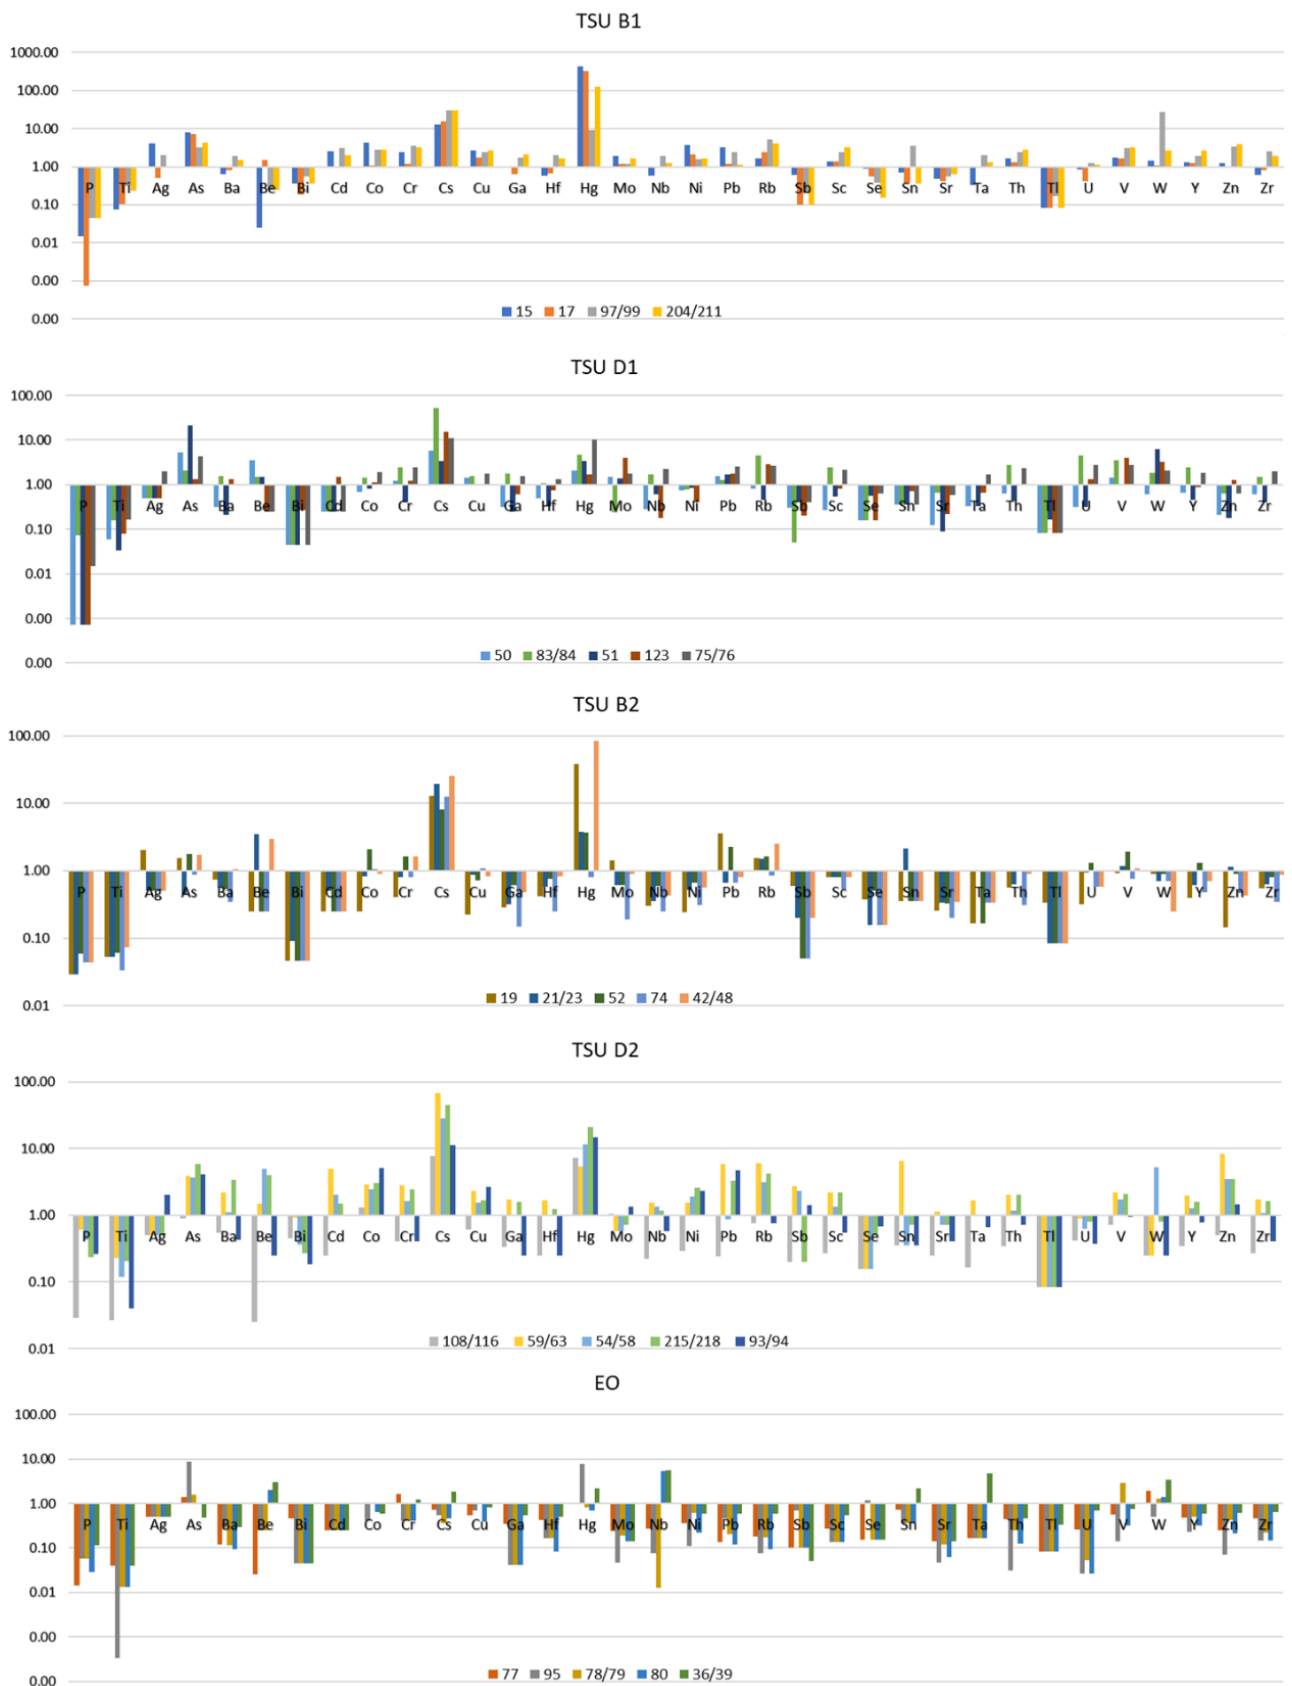 TSU B1
1000.00
100.00
10.00
1.00
P Ti Ag As Ba Be Bi Cd Co Cr Cs Cu Ga Hf Hg Mo Nb Ni Pb Rb Sb Sc Se Sn Sr Ta Th Tl U V W Y Zn Zr
0.10
0.01
0.00
0.00
15 17 97/99 204/211
TSU D1
100.00
10.00
1.00
P Ti Ag As Ba Be Bi Cd Co Cr Cs Cu Ga Hf Hg Mo Nb Ni Pb Rb Sb Sc Se Sn Sr Ta Th Tl U V W Y Zn Zr
0.10
0.01
0.00
0.00
50 83/84 51 123 75/76
TSU B2
100.00
10.00
1.00
P Ti Ag As Ba Be Bi Cd Co Cr Cs Cu Ga Hf Hg Mo Nb Ni Pb Rb Sb Sc Se Sn Sr Ta Th Tl U V W Y Zn Zr
0.10
0.01
19 21/23 52 74 42/48
TSU D2
100.00
10.00
1.00
P Ti Ag As Ba Be Bi Cd Co Cr Cs Cu Ga Hf Hg Mo Nb Ni Pb Rb Sb Sc Se Sn Sr Ta Th Tl U V W Y Zn Zr
0.10
0.01
108/116 59/63 54/58 215/218 93/94
EO
100.00
10.00
1.00
P Ti Ag As Ba Be Bi Cd Co Cr Cs Cu Ga Hf Hg Mo Nb Ni Pb Rb Sb Sc Se Sn Sr Ta Th Tl U V W Y Zn Zr
0.10
0.01
0.00
0.00
77 95 78/79 80 36/39